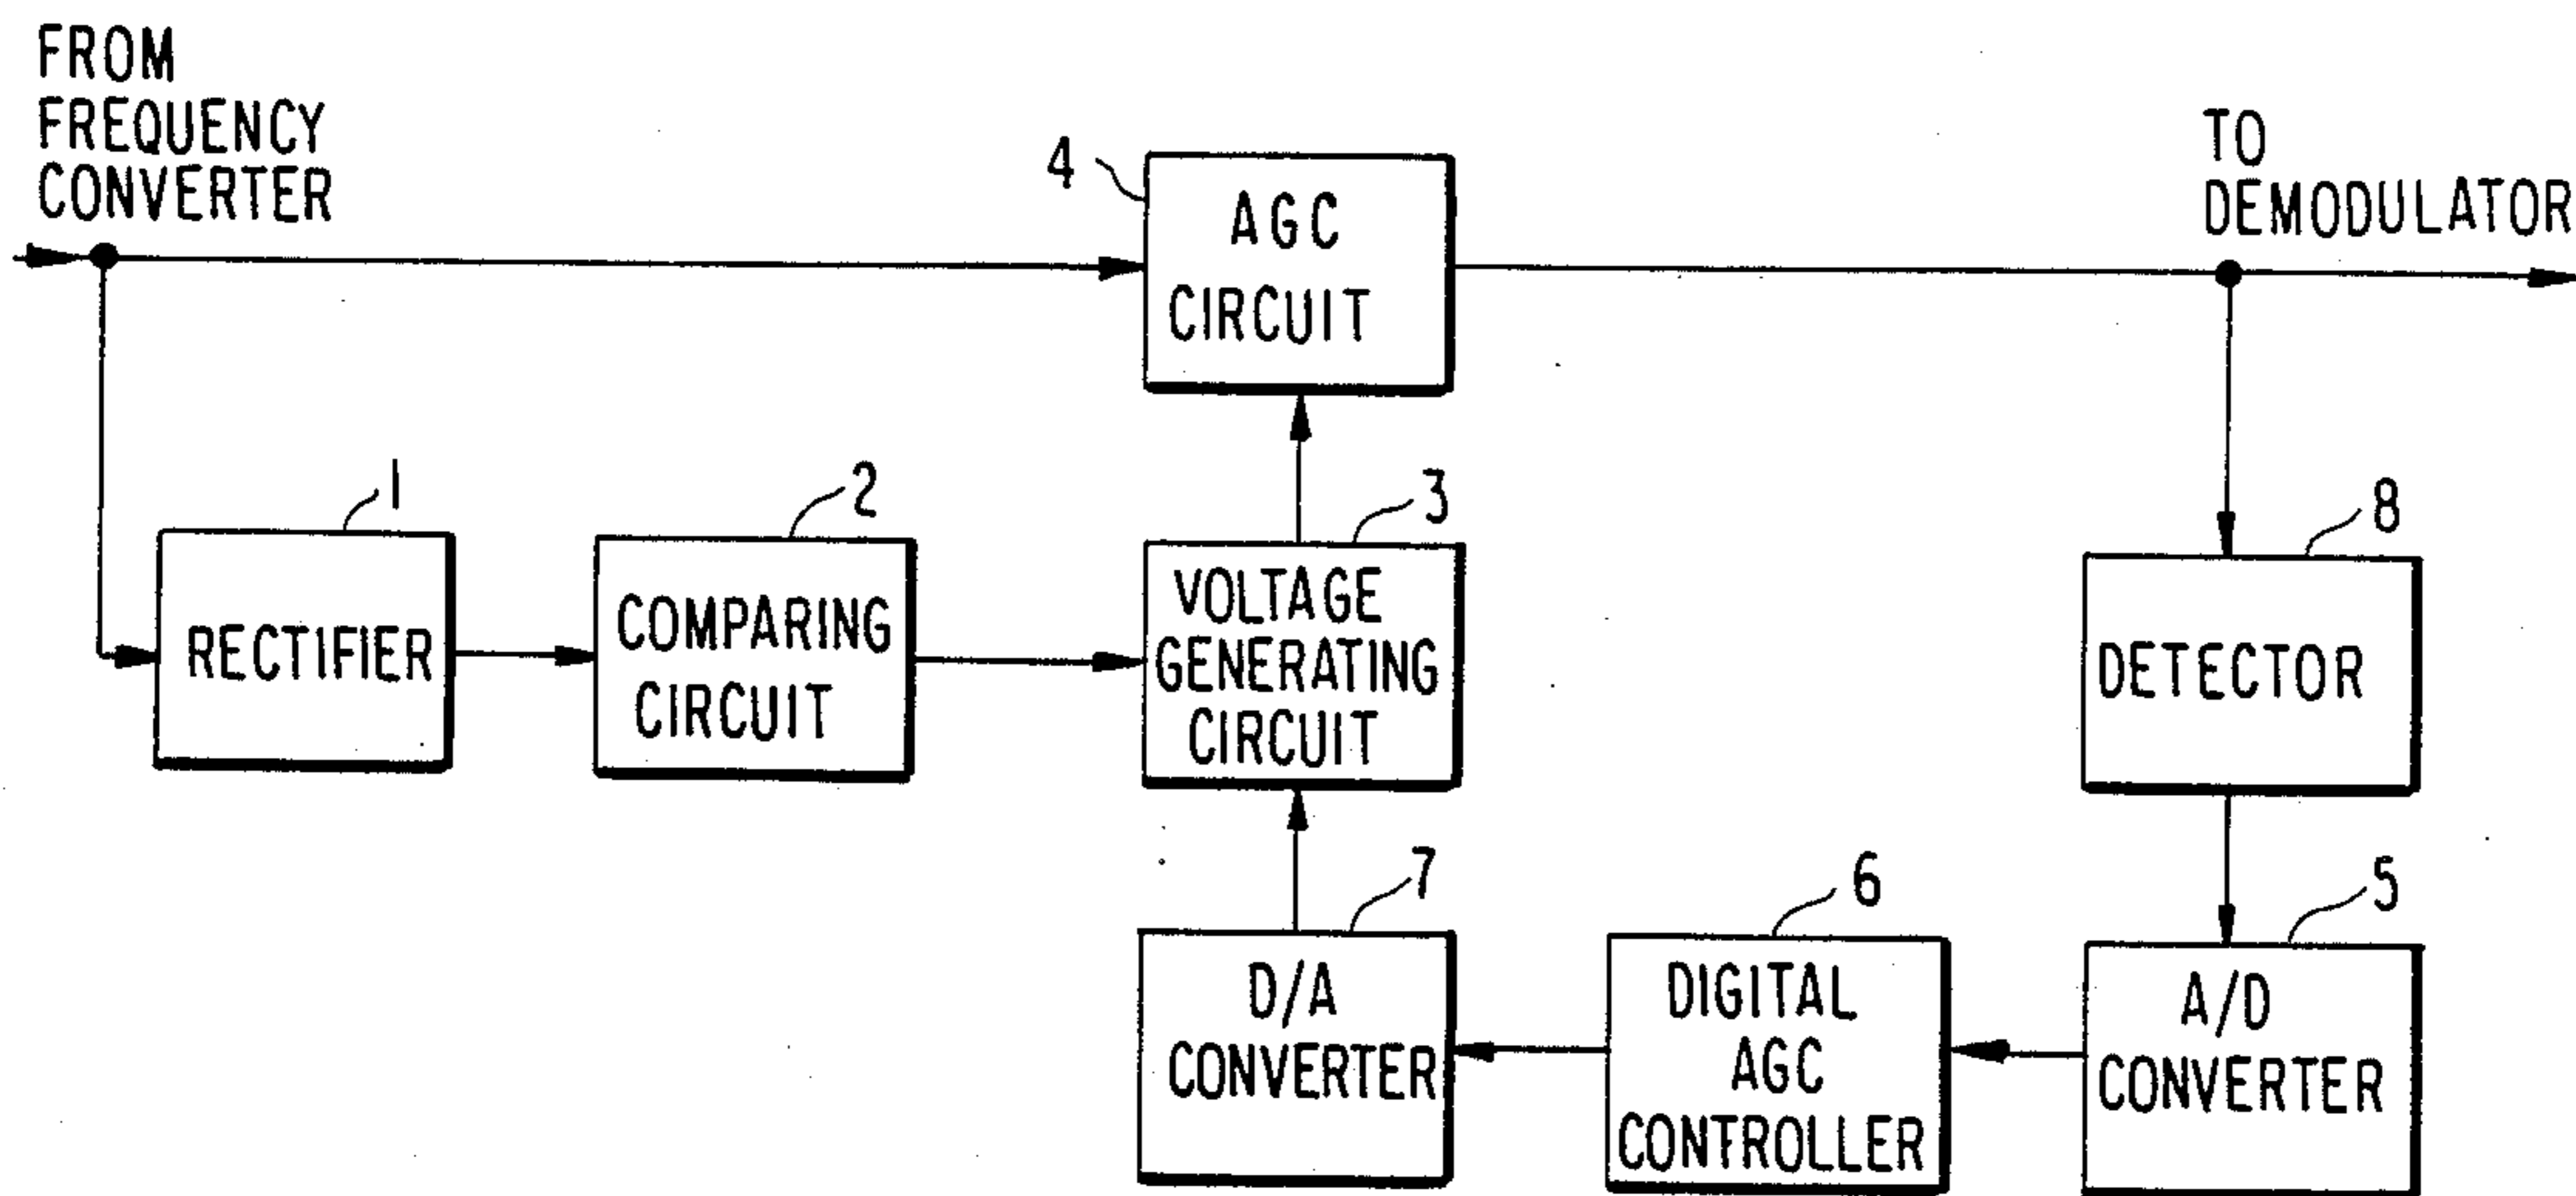 FROM
FREQUENCY
CONVERTER
TO
DEMODULATOR
4
AGC
CIRCUIT
1
RECTIFIER
2
COMPARING
CIRCUIT
3
VOLTAGE
GENERATING
CIRCUIT
8
DETECTOR
7
D/A
CONVERTER
6
DIGITAL
AGC
CONTROLLER
5
A/D
CONVERTER